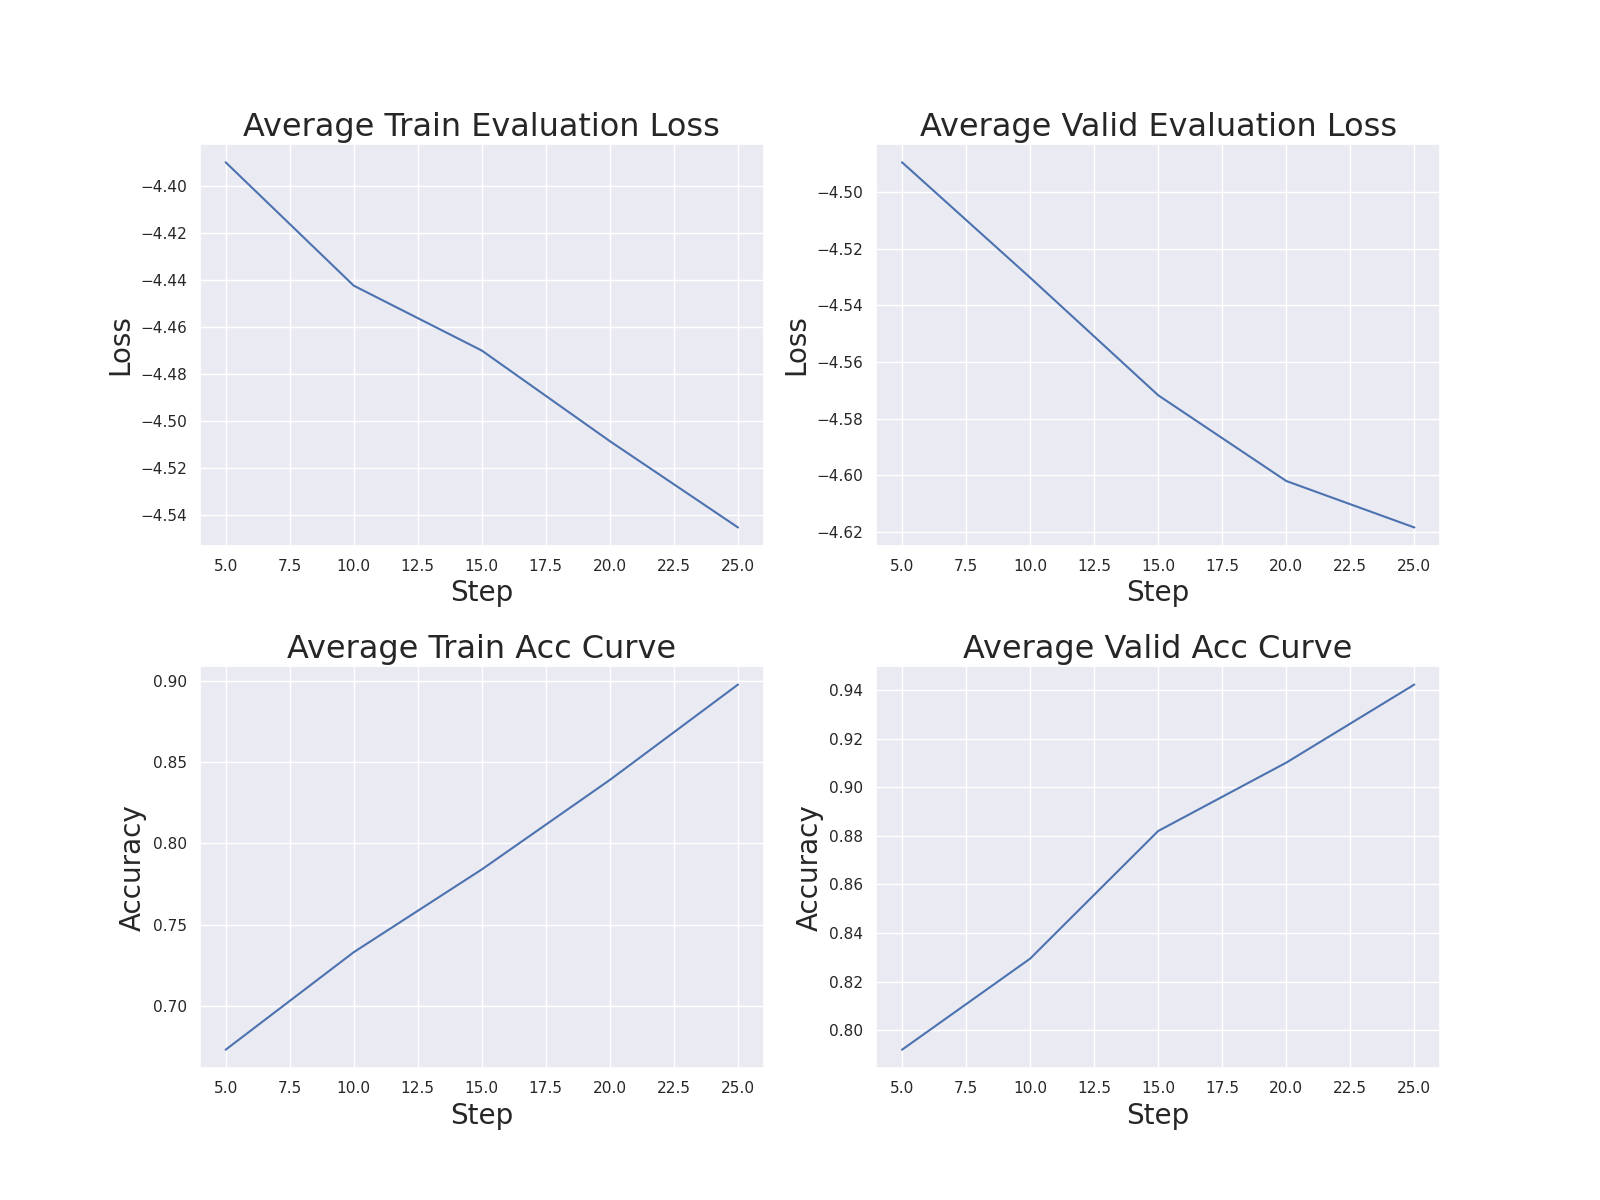 Average Train Evaluation Loss
Loss
−4.40
−4.42
−4.44
−4.46
−4.48
−4.50
−4.52
−4.54
5.0 7.5 10.0 12.5 15.0 17.5 20.0 22.5 25.0
Step
Average Valid Evaluation Loss
Loss
−4.50
−4.52
−4.54
−4.56
−4.58
−4.60
−4.62
5.0 7.5 10.0 12.5 15.0 17.5 20.0 22.5 25.0
Step
Average Train Acc Curve
Accuracy
0.90
0.85
0.80
0.75
0.70
5.0 7.5 10.0 12.5 15.0 17.5 20.0 22.5 25.0
Step
Average Valid Acc Curve
Accuracy
0.94
0.92
0.90
0.88
0.86
0.84
0.82
0.80
5.0 7.5 10.0 12.5 15.0 17.5 20.0 22.5 25.0
Step